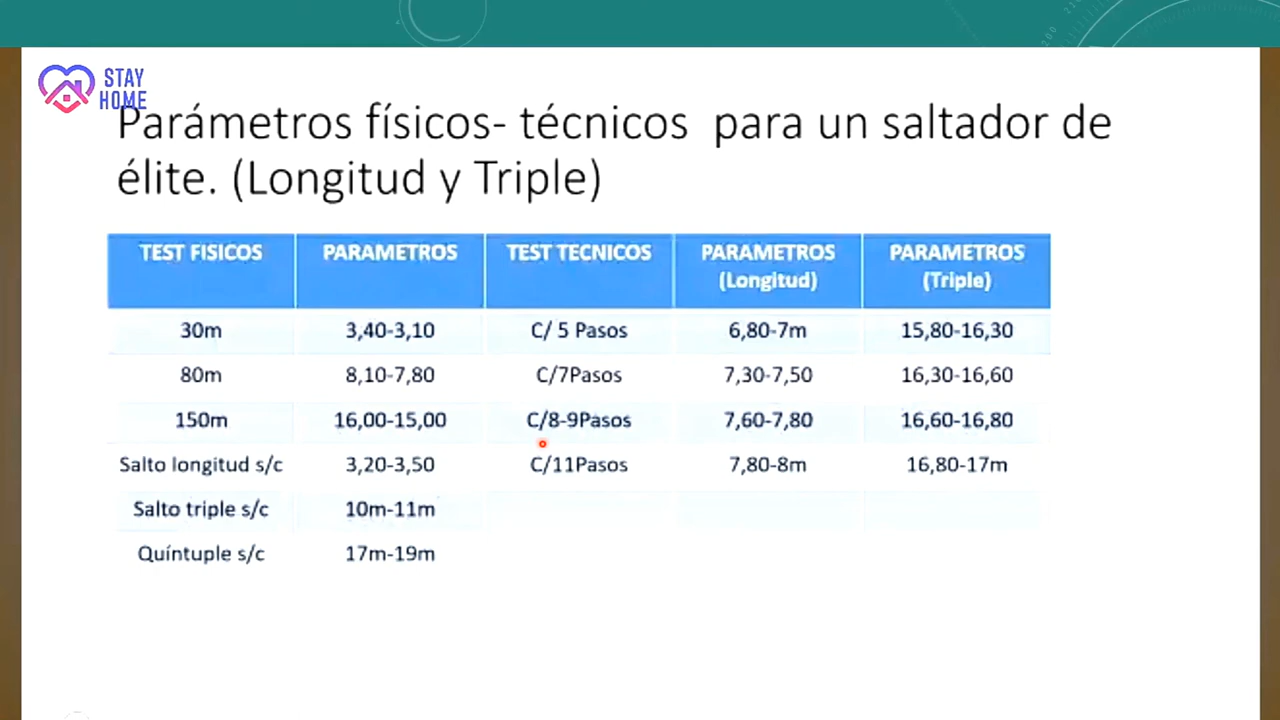 STAY
HOME
Parámetros físicos- técnicos para un saltador de
élite. (Longitud y Triple)
TEST FISICOS PARAMETROS TEST TECNICOS PARAMETROS (Longitud) PARAMETROS (Triple)
30m 3,40-3,10 C/ 5 Pasos 6,80-7m 15,80-16,30
80m 8,10-7,80 C/7Pasos 7,30-7,50 16,30-16,60
150m 16,00-15,00 C/8-9Pasos 7,60-7,80 16,60-16,80
Salto longitud s/c 3,20-3,50 C/11Pasos 7,80-8m 16,80-17m
Salto triple s/c 10m-11m
Quíntuple s/c 17m-19m